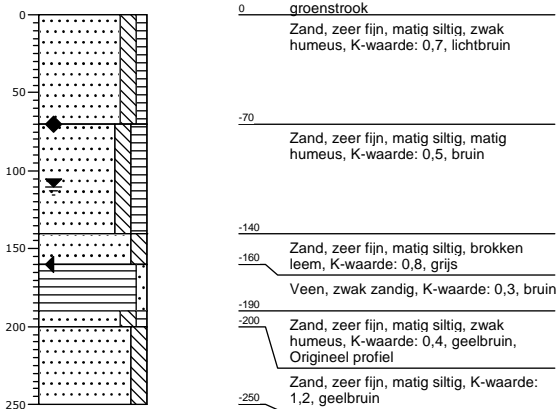 0
50
100
150
200
250
0
groenstrook
Zand, zeer fijn, matig siltig, zwak
humeus, K-waarde: 0,7, lichtbruin
-70
Zand, zeer fijn, matig siltig, matig
humeus, K-waarde: 0,5, bruin
-140
Zand, zeer fijn, matig siltig, brokken
leem, K-waarde: 0,8, grijs
-160
Veen, zwak zandig, K-waarde: 0,3, bruin
-190
-200
Zand, zeer fijn, matig siltig, zwak
humeus, K-waarde: 0,4, geelbruin,
Origineel profiel
Zand, zeer fijn, matig siltig, K-waarde:
1,2, geelbruin
-250